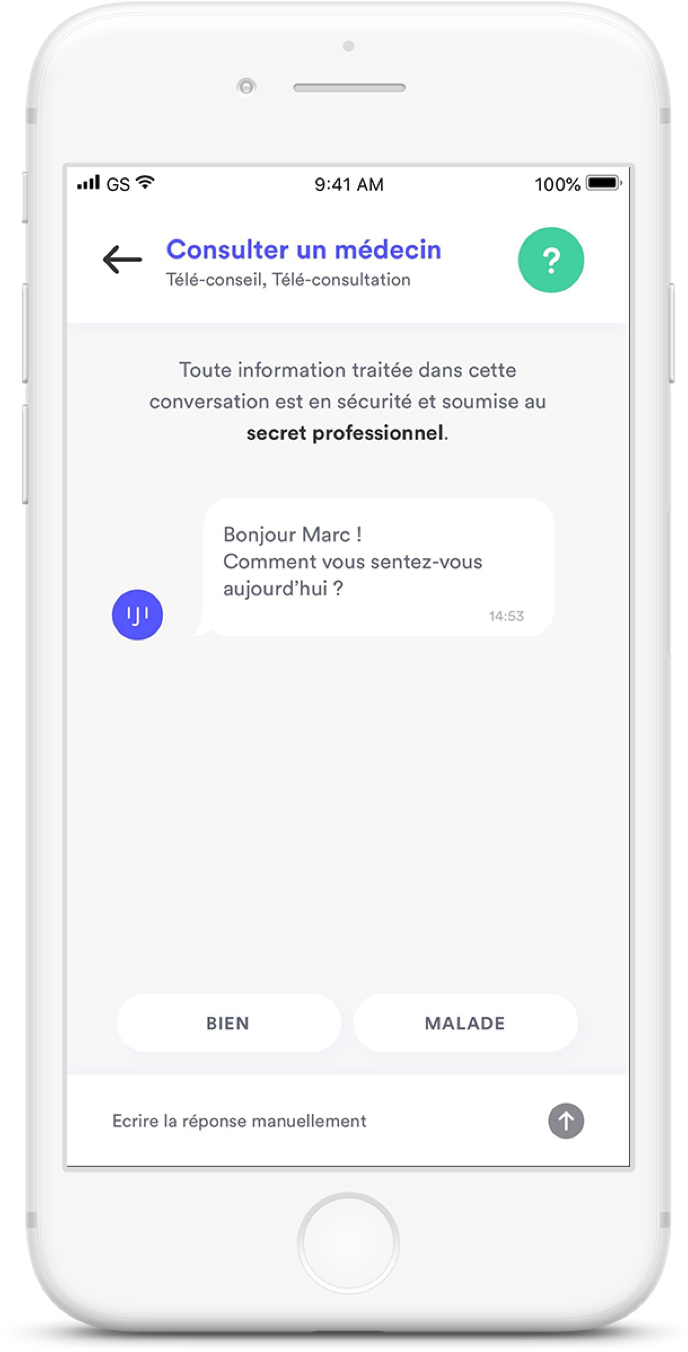 GS 9:41 AM 100%
Consulter un médecin
?
Télé-conseil, Télé-consultation
Toute information traitée dans cette
conversation est en sécurité et soumise au
secret professionnel.
Bonjour Marc !
Comment vous sentez-vous
aujourd’hui ?
14:53
BIEN
MALADE
Ecrire la réponse manuellement